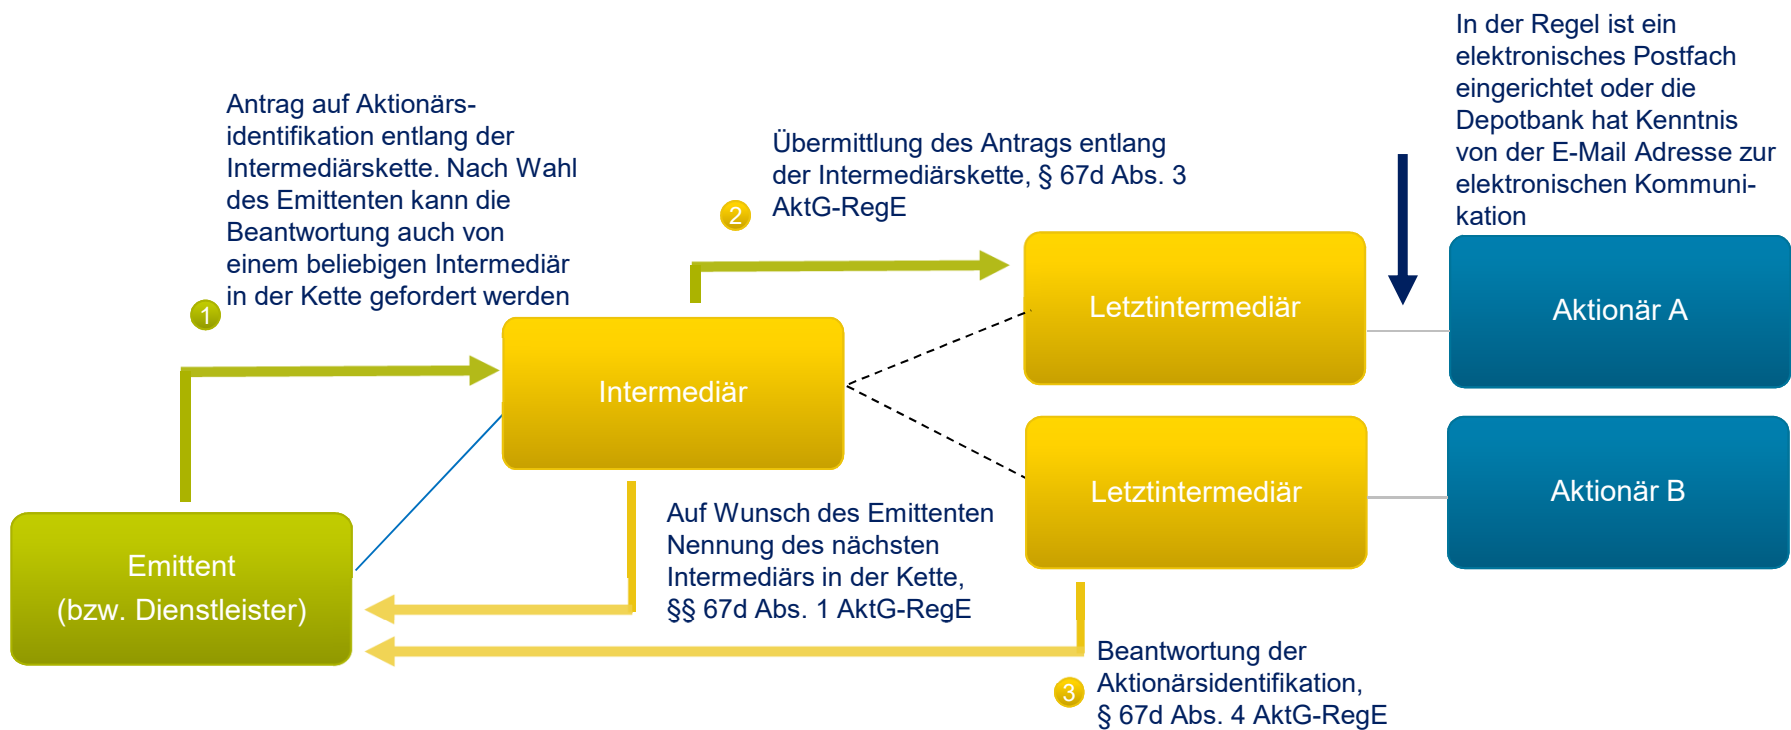 Antrag auf Aktionärs-
identifikation entlang der
Intermediärskette. Nach Wahl
des Emittenten kann die
Beantwortung auch von
einem beliebigen Intermediär
in der Kette gefordert werden
1
Übermittlung des Antrags entlang
der Intermediärskette, § 67d Abs. 3
AktG-RegE
2
In der Regel ist ein
elektronisches Postfach
eingerichtet oder die
Depotbank hat Kenntnis
von der E-Mail Adresse zur
elektronischen Kommuni-
kation
Letztintermediär
Aktionär A
Intermediär
Letztintermediär
Aktionär B
Emittent
(bzw. Dienstleister)
Auf Wunsch des Emittenten
Nennung des nächsten
Intermediärs in der Kette,
§§ 67d Abs. 1 AktG-RegE
3
Beantwortung der
Aktionärsidentifikation,
§ 67d Abs. 4 AktG-RegE